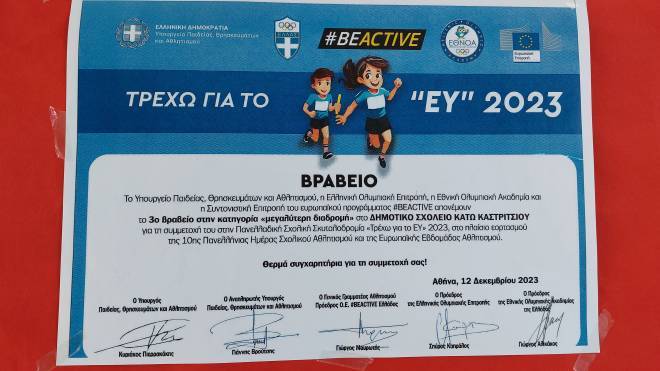 ΕΛΛΗΝΙΚΗ ΔΗΜΟΚΡΑΤΙΑ
Υπουργείο Παιδείας, Θρησκευμάτων
και Αθλητισμού
ΕΛΛΑΣ
#BEACTIVE
ΕΘΝΟΑ
Ευρωπαϊκή
Επιτροπή
ΤΡΕΧΩ ΓΙΑ ΤΟ "ΕΥ" 2023
ΒΡΑΒΕΙΟ
Το Υπουργείο Παιδείας, Θρησκευμάτων και Αθλητισμού, η Ελληνική Ολυμπιακή Επιτροπή, η Εθνική Ολυμπιακή Ακαδημία και
η Συντονιστική Επιτροπή του ευρωπαϊκού προγράμματος #BEACTIVE απονέμουν
το 3ο βραβείο στην κατηγορία «μεγαλύτερη διαδρομή» στο ΔΗΜΟΤΙΚΟ ΣΧΟΛΕΙΟ ΚΑΤΩ ΚΑΣΤΡΙΤΣΙΟΥ
για τη συμμετοχή του στην Πανελλαδική Σχολική Σκυταλοδρομία «Τρέχω για το ΕΥ» 2023, στο πλαίσιο εορτασμού
της 10ης Πανελλήνιας Ημέρας Σχολικού Αθλητισμού και της Ευρωπαϊκής Εβδομάδας Αθλητισμού.
Θερμά συγχαρητήρια για τη συμμετοχή σας!
Αθήνα, 12 Δεκεμβρίου 2023
Ο Υπουργός
Παιδείας, Θρησκευμάτων και Αθλητισμού
Κυριάκος Πιερρακάκης
Ο Αναπληρωτής Υπουργός
Παιδείας, Θρησκευμάτων και Αθλητισμού
Γιάννης Βρούτσης
Ο Γενικός Γραμματέας Αθλητισμού
Πρόεδρος Ο.Ε. #BEACTIVE Ελλάδος
Γιώργος Μαυρωτάς
Ο Πρόεδρος
της Ελληνικής Ολυμπιακής Επιτροπής
Σπύρος Καπράλος
Ο Πρόεδρος
της Εθνικής Ολυμπιακής Ακαδημίας
της Ελλάδας
Γιώργος Αλικάκος